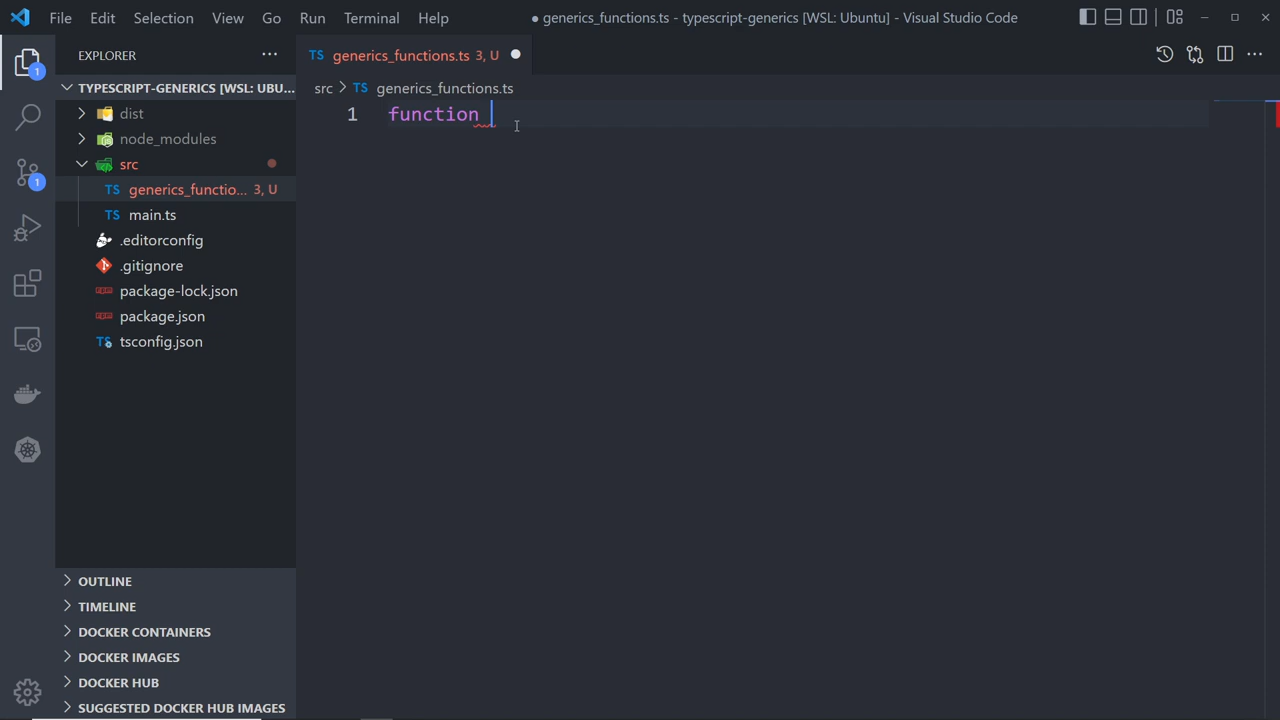 File Edit Selection View Go Run Terminal Help ● generics_functions.ts - typescript-generics [WSL: Ubuntu] - Visual Studio Code
EXPLORER
TS generics_functions.ts 3, U
1
TYPESCRIPT-GENERICS [WSL: UBU...
src > TS generics_functions.ts
dist
1 function
node_modules
src
TS generics_functio... 3, U
1
TS main.ts
.editorconfig
.gitignore
package-lock.json
package.json
TS tsconfig.json
OUTLINE
TIMELINE
DOCKER CONTAINERS
DOCKER IMAGES
DOCKER HUB
SUGGESTED DOCKER HUB IMAGES